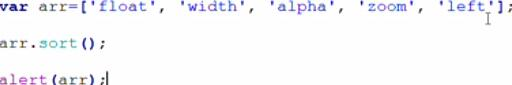 var arr=['float', 'width', 'alpha', 'zoom', 'left'];
arr.sort();
alert(arr);